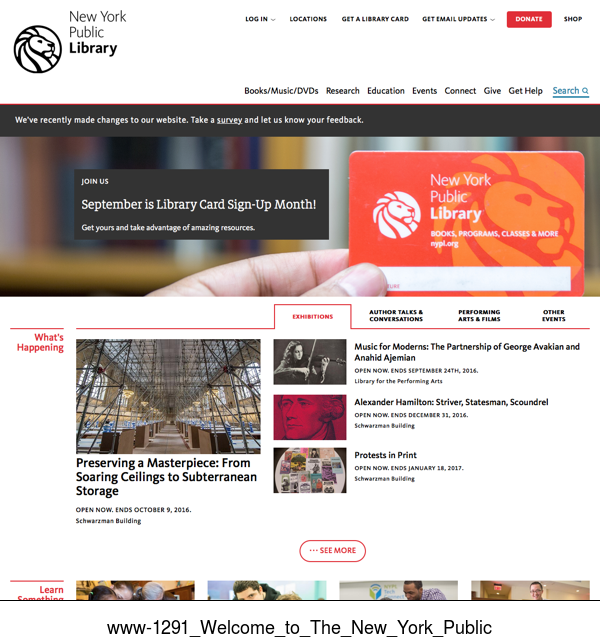 New York
Public
Library
LOG IN
LOCATIONS
GET A LIBRARY CARD
GET EMAIL UPDATES
DONATE
SHOP
Books/Music/DVDs Research Education Events Connect Give Get Help Search
We've recently made changes to our website. Take a survey and let us know your feedback.
JOIN US
September is Library Card Sign-Up Month!
Get yours and take advantage of amazing resources.
New York
Public
Library
BOOKS, PROGRAMS, CLASSES & MORE
nypl.org
What's
Happening
EXHIBITIONS
AUTHOR TALKS &
CONVERSATIONS
PERFORMING
ARTS & FILMS
OTHER
EVENTS
Preserving a Masterpiece: From
Soaring Ceilings to Subterranean
Storage
OPEN NOW. ENDS OCTOBER 9, 2016.
Schwarzman Building
Music for Moderns: The Partnership of George Avakian and
Anahid Ajemian
OPEN NOW. ENDS SEPTEMBER 24TH, 2016.
Library for the Performing Arts
Alexander Hamilton: Striver, Statesman, Scoundrel
OPEN NOW. ENDS DECEMBER 31, 2016.
Schwarzman Building
Protests in Print
OPEN NOW. ENDS JANUARY 18, 2017.
Schwarzman Building
••• SEE MORE
Learn
Something
www-1291_Welcome_to_The_New_York_Public